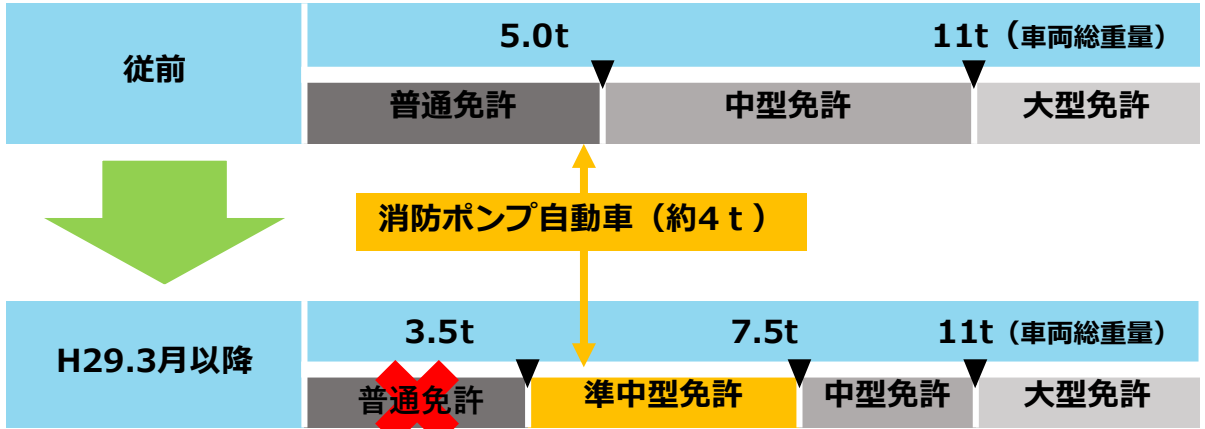 従前
5.0t
11t（車両総重量）
普通免許
中型免許
大型免許
消防ポンプ自動車（約4ｔ）
H29.3月以降
3.5t
7.5t
11t（車両総重量）
普通免許
準中型免許
中型免許
大型免許